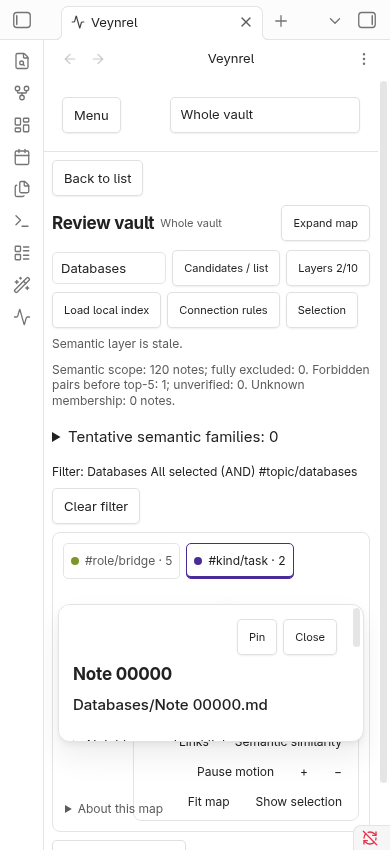 Veynrel
Veynrel
Menu
Whole vault
Back to list
Review vault Whole vault
Expand map
Databases
Candidates / list
Layers 2/10
Load local index
Connection rules
Selection
Semantic layer is stale.
Semantic scope: 120 notes; fully excluded: 0. Forbidden
pairs before top-5: 1; unverified: 0. Unknown
membership: 0 notes.
Tentative semantic families: 0
Filter: Databases All selected (AND) #topic/databases
Clear filter
#role/bridge · 5
#kind/task · 2
Pin
Close
Note 00000
Databases/Note 00000.md
Links
Semantic similarity
Pause motion + −
Fit map
Show selection
About this map